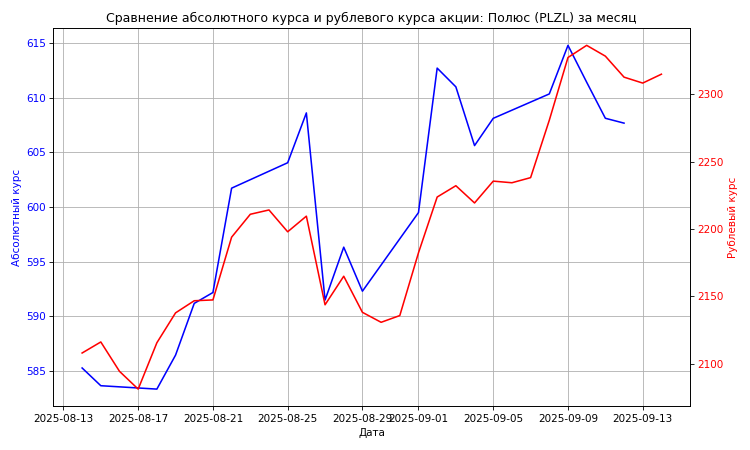 Сравнение абсолютного курса и рублевого курса акции: Полюс (PLZL) за месяц
615
610
605
600
595
590
585
Абсолютный курс
2300
2250
2200
2150
2100
Рублевый курс
2025-08-13 2025-08-17 2025-08-21 2025-08-25 2025-08-29 2025-09-01 2025-09-05 2025-09-09 2025-09-13
Дата